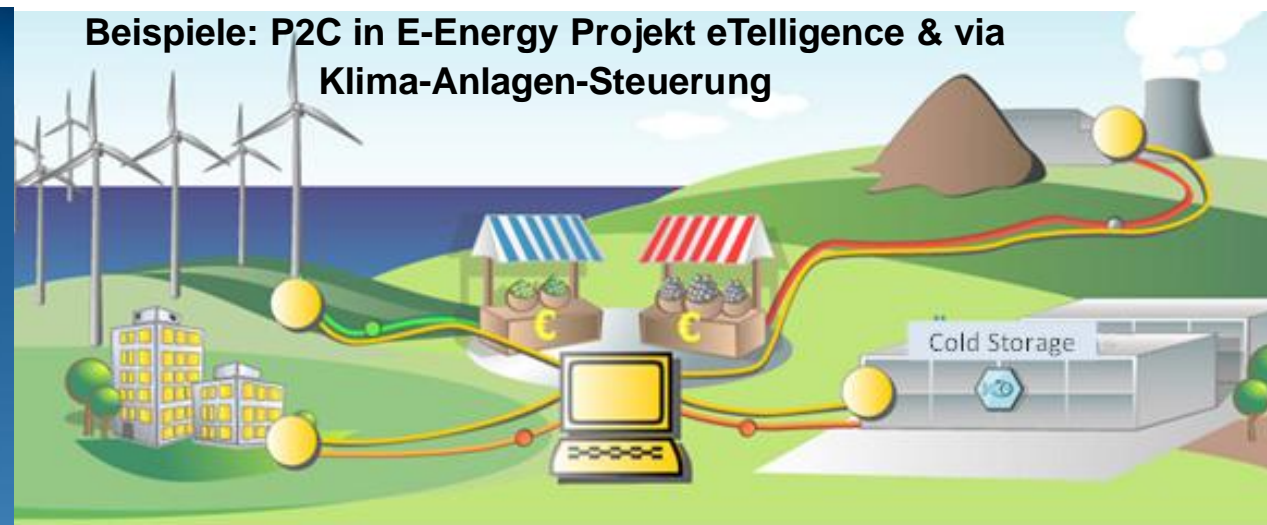 Beispiele: P2C in E-Energy Projekt eTelligence & via
Klima-Anlagen-Steuerung
€
€
Cold Storage